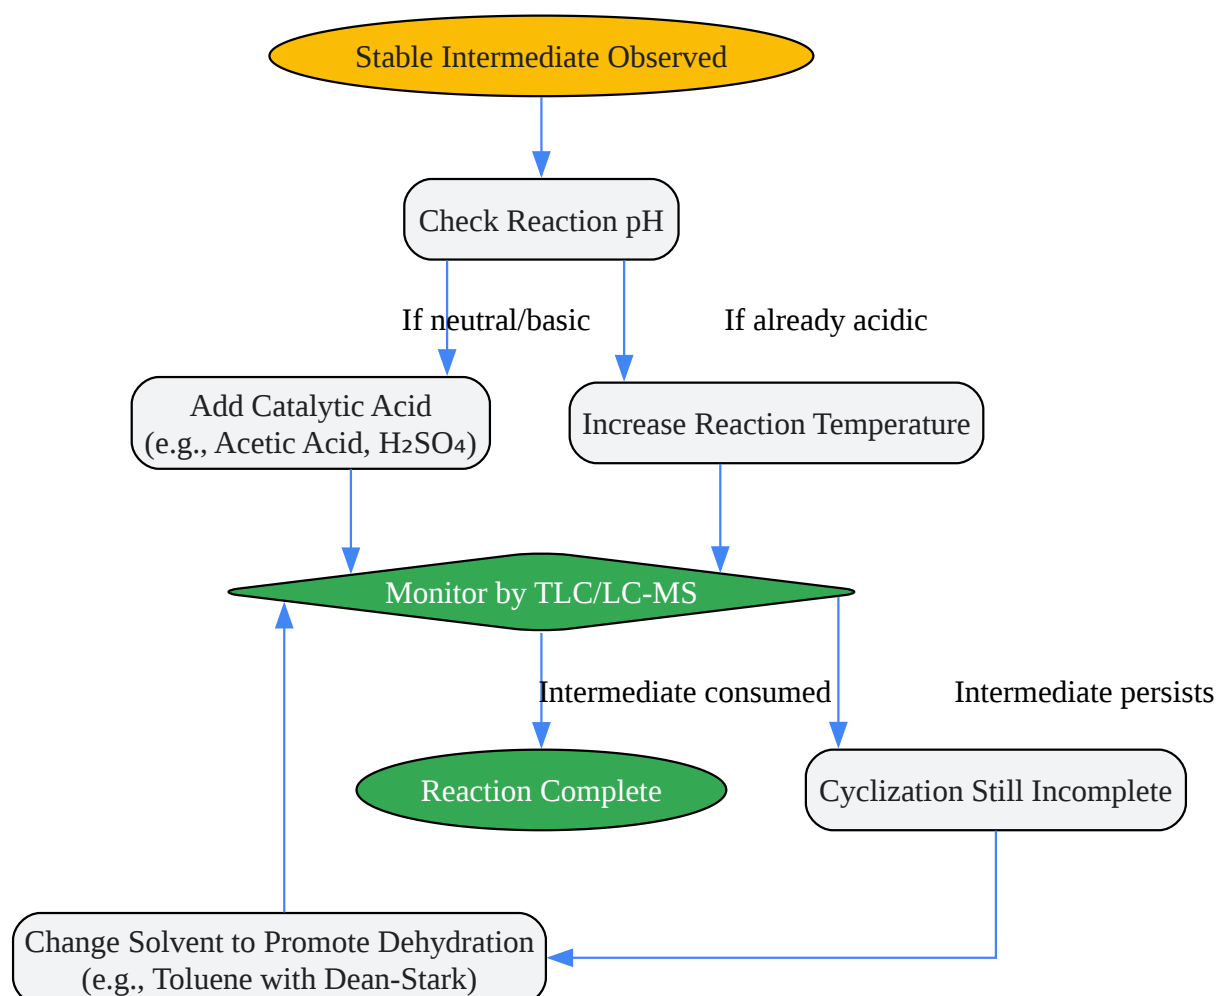 Stable Intermediate Observed
Check Reaction pH
If neutral/basic
If already acidic
Add Catalytic Acid
(e.g., Acetic Acid, H₂SO₄)
Increase Reaction Temperature
Monitor by TLC/LC-MS
Intermediate consumed
Intermediate persists
Reaction Complete
Cyclization Still Incomplete
Change Solvent to Promote Dehydration
(e.g., Toluene with Dean-Stark)